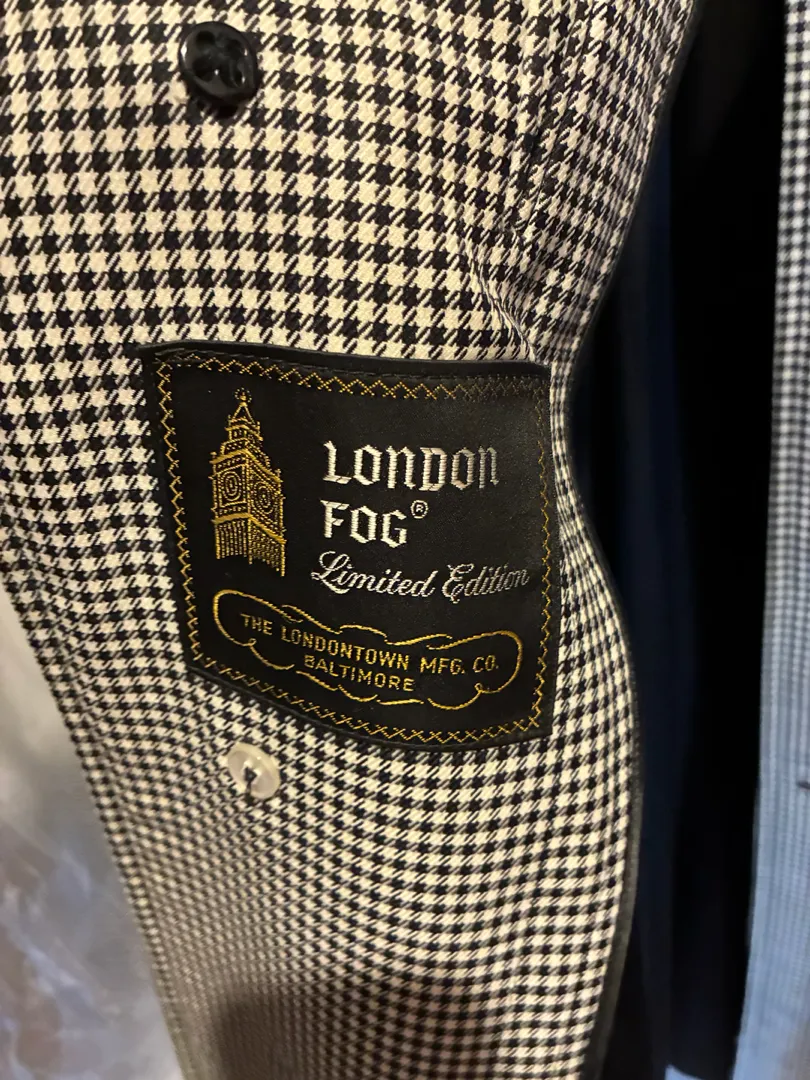 LONDON
FOG®
Limited Edition
THE LONDONTOWN MFG. CO.
BALTIMORE